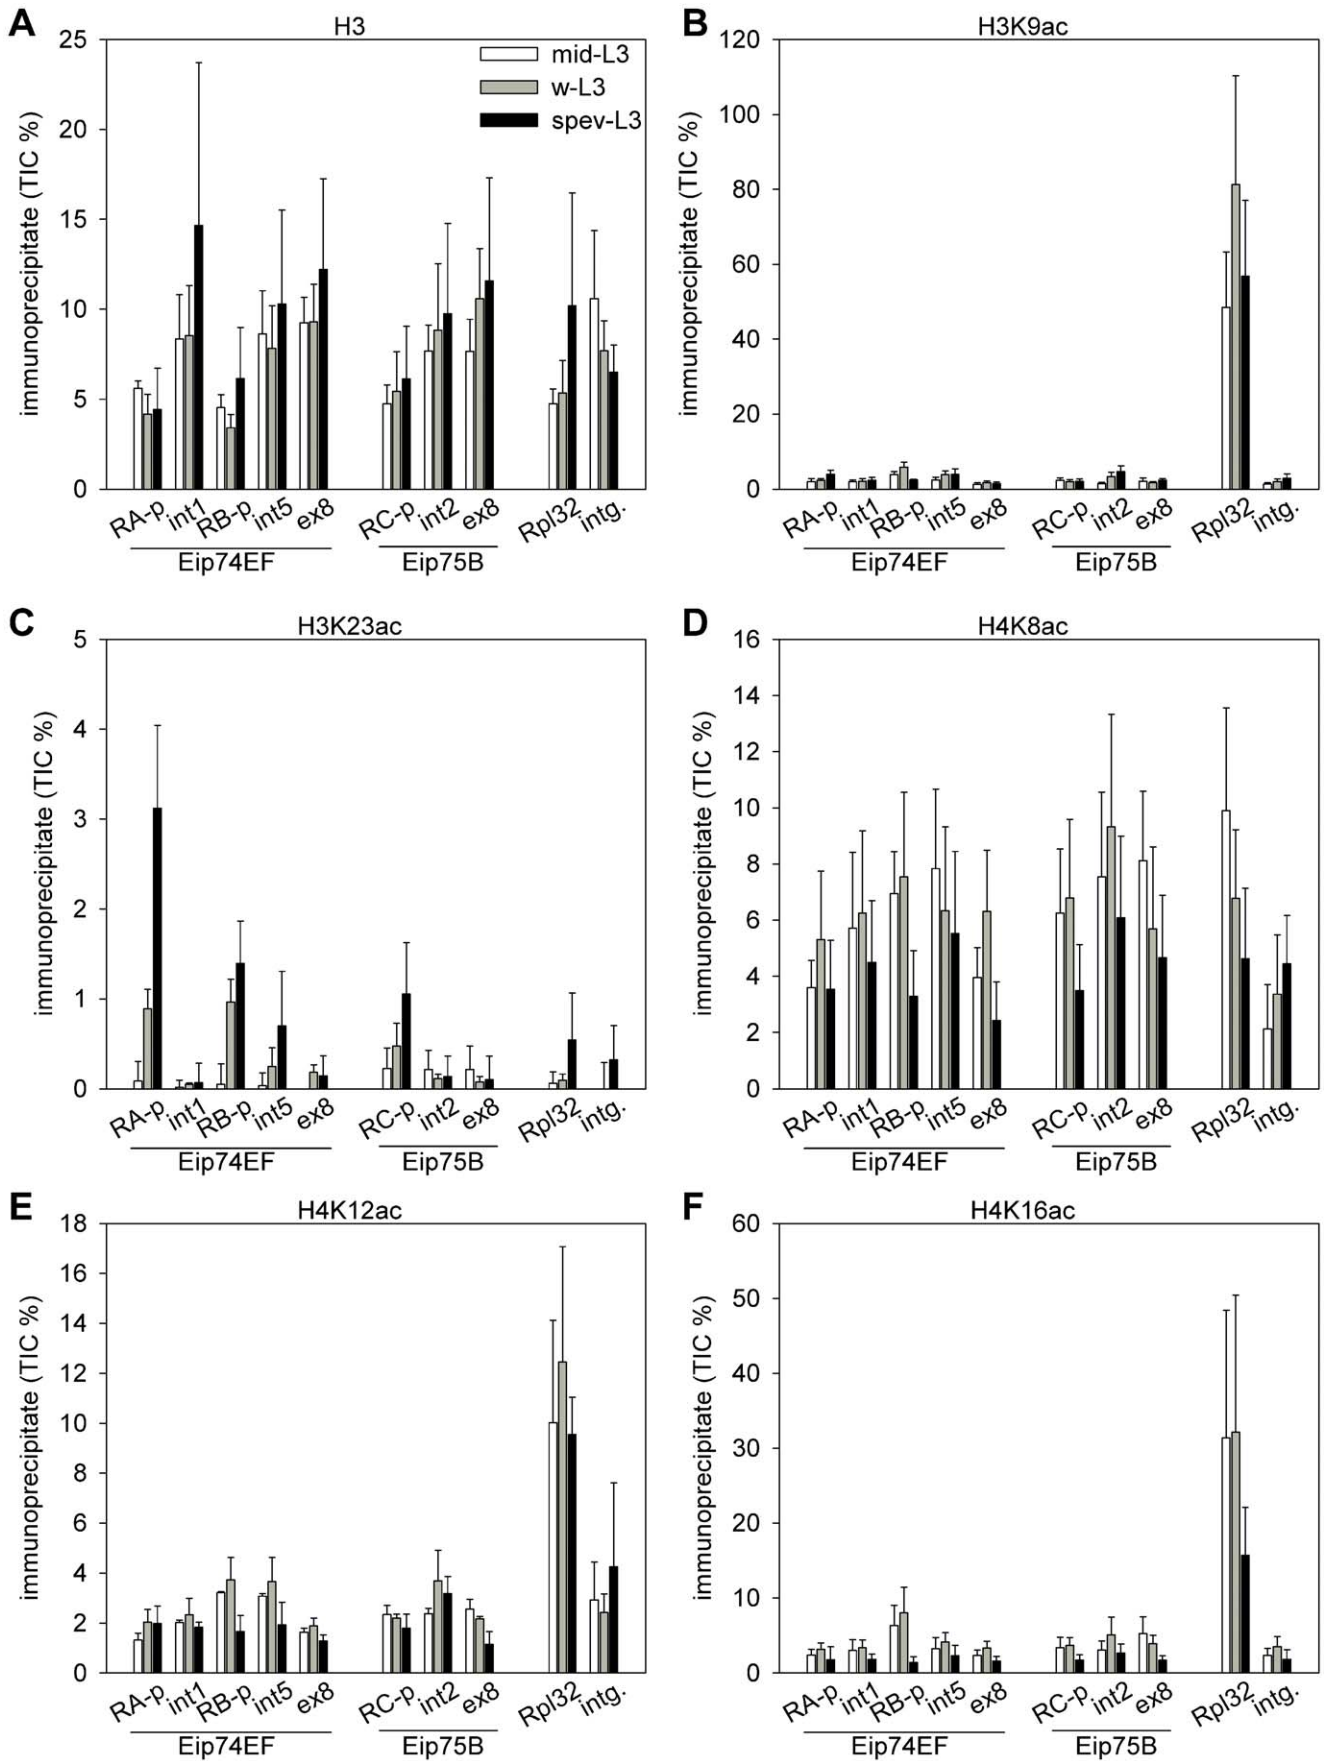 A
H3
immunoprecipitate (TIC %)
25
20
15
10
5
0
mid-L3
w-L3
spev-L3
RA-p int1 RB-p int5 ex8 RC-p int2 ex8 Rpl32 intg.
Eip74EF Eip75B
B
H3K9ac
immunoprecipitate (TIC %)
120
100
80
60
40
20
0
RA-p int1 RB-p int5 ex8 RC-p int2 ex8 Rpl32 intg.
Eip74EF Eip75B
C
H3K23ac
immunoprecipitate (TIC %)
5
4
3
2
1
0
RA-p int1 RB-p int5 ex8 RC-p int2 ex8 Rpl32 intg.
Eip74EF Eip75B
D
H4K8ac
immunoprecipitate (TIC %)
16
14
12
10
8
6
4
2
0
RA-p int1 RB-p int5 ex8 RC-p int2 ex8 Rpl32 intg.
Eip74EF Eip75B
E
H4K12ac
immunoprecipitate (TIC %)
18
16
14
12
10
8
6
4
2
0
RA-p int1 RB-p int5 ex8 RC-p int2 ex8 Rpl32 intg.
Eip74EF Eip75B
F
H4K16ac
immunoprecipitate (TIC %)
60
50
40
30
20
10
0
RA-p int1 RB-p int5 ex8 RC-p int2 ex8 Rpl32 intg.
Eip74EF Eip75B